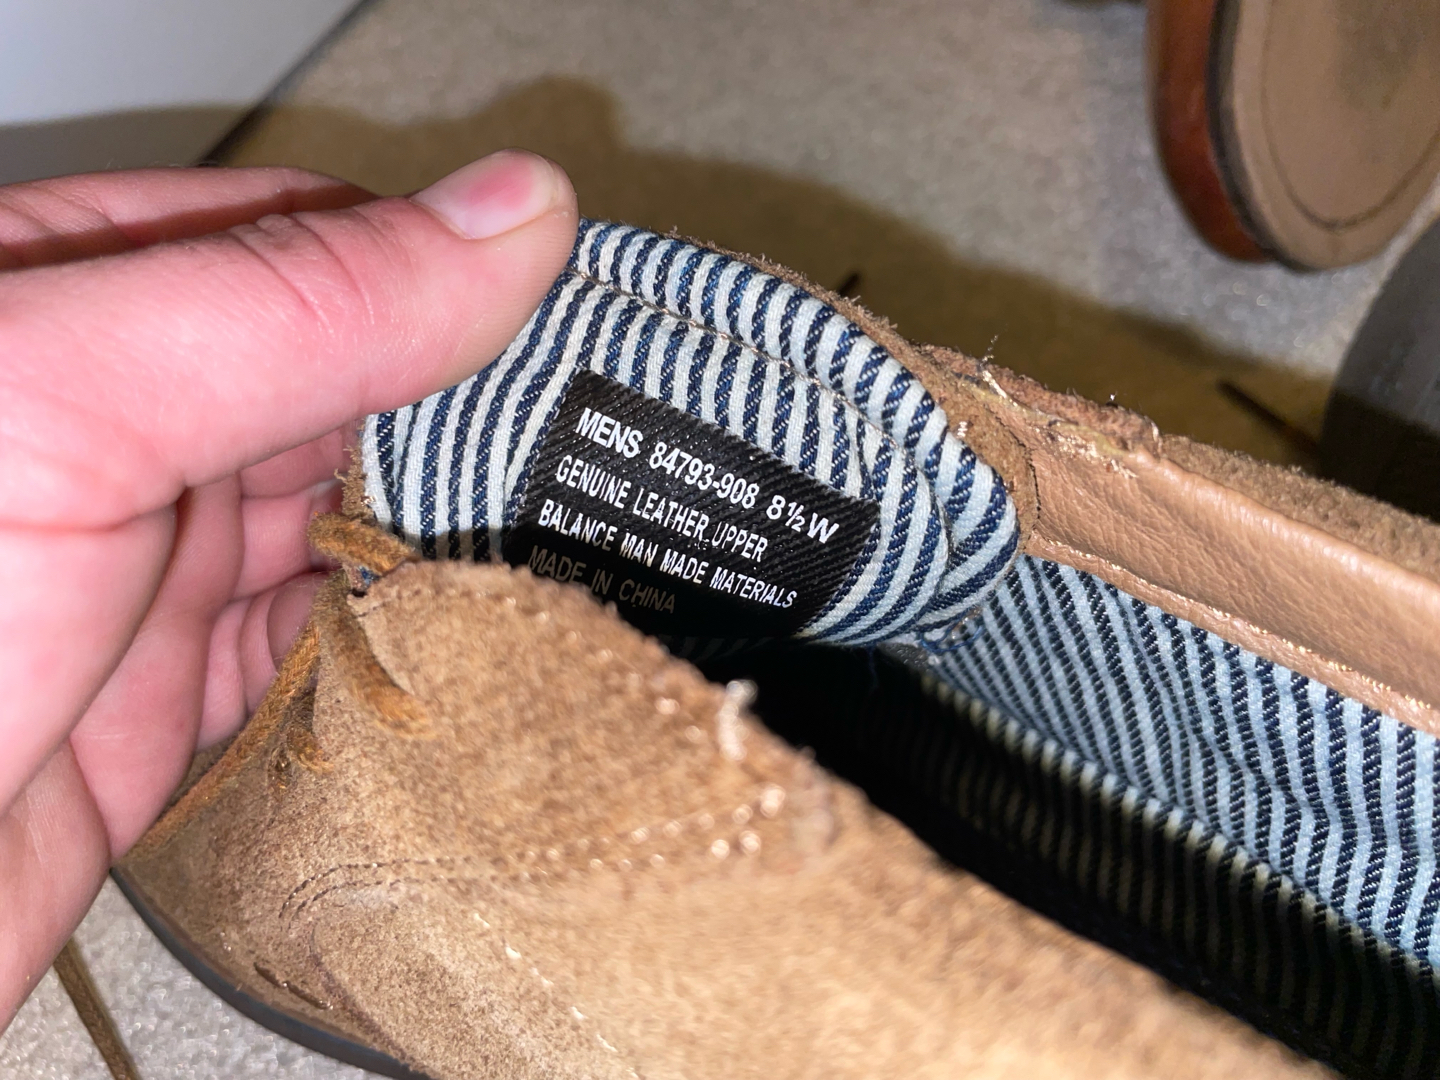 MENS 84793-908 8½ W
GENUINE LEATHER UPPER
BALANCE MAN MADE MATERIALS
MADE IN CHINA